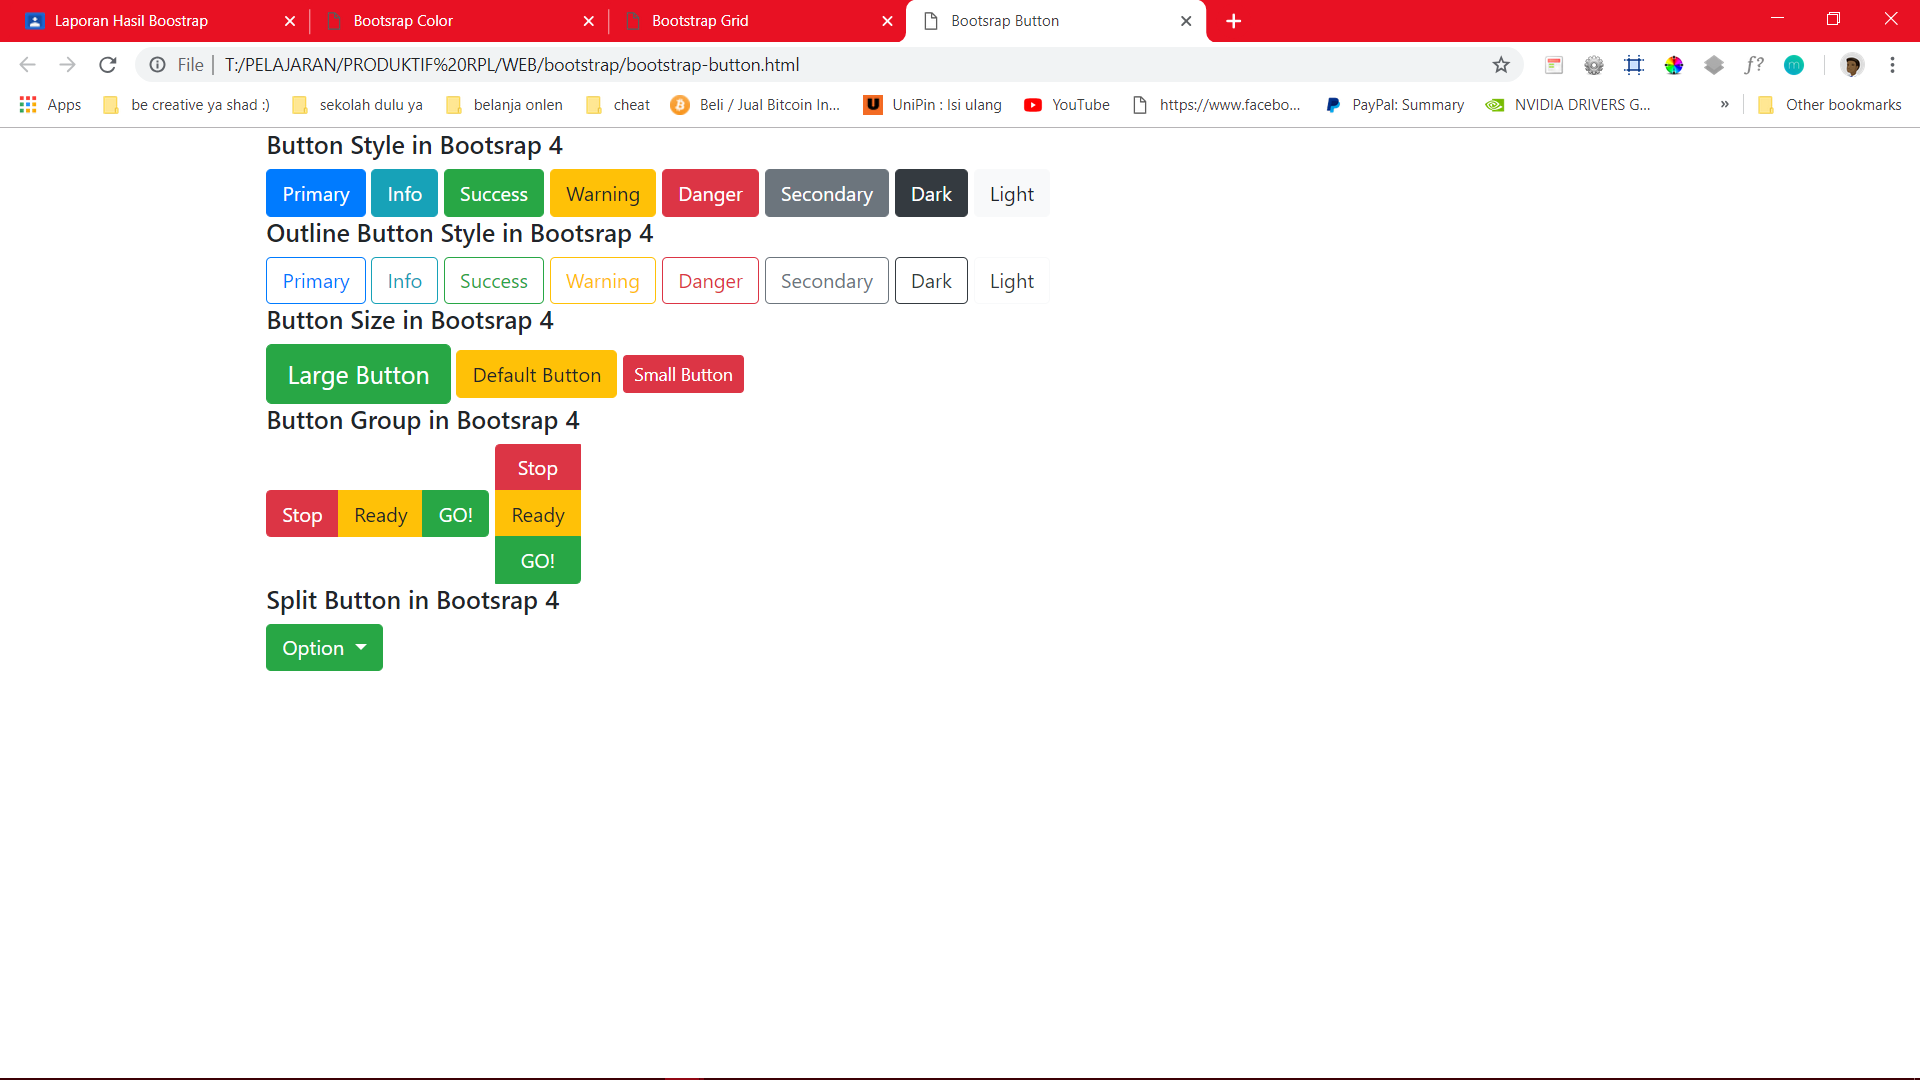 Laporan Hasil Boostrap
Bootsrap Color
Bootstrap Grid
Bootsrap Button
File | T:/PELAJARAN/PRODUKTIF%20RPL/WEB/bootstrap/bootstrap-button.html
f?
m
Apps
be creative ya shad :)
sekolah dulu ya
belanja onlen
cheat
Beli / Jual Bitcoin In...
UniPin : Isi ulang
YouTube
https://www.facebo...
PayPal: Summary
NVIDIA DRIVERS G...
»
Other bookmarks
Button Style in Bootsrap 4
Primary Info Success Warning Danger Secondary Dark Light
Outline Button Style in Bootsrap 4
Primary Info Success Warning Danger Secondary Dark Light
Button Size in Bootsrap 4
Large Button Default Button Small Button
Button Group in Bootsrap 4
Stop
Stop Ready GO! Ready
GO!
Split Button in Bootsrap 4
Option